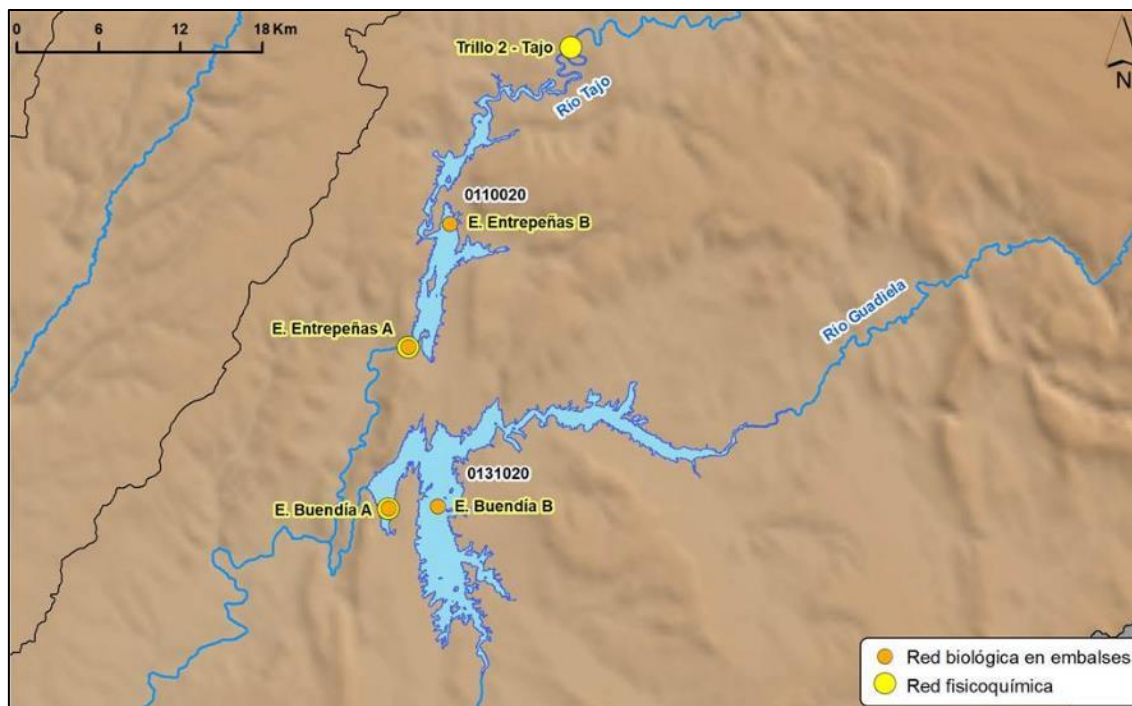 0 6 12 18 Km
N
Trillo 2 - Tajo
Río Tajo
0110020
E. Entrepeñas B
Río Guadiela
E. Entrepeñas A
0131020
E. Buendía A
E. Buendía B
Red biológica en embalses
Red fisicoquímica